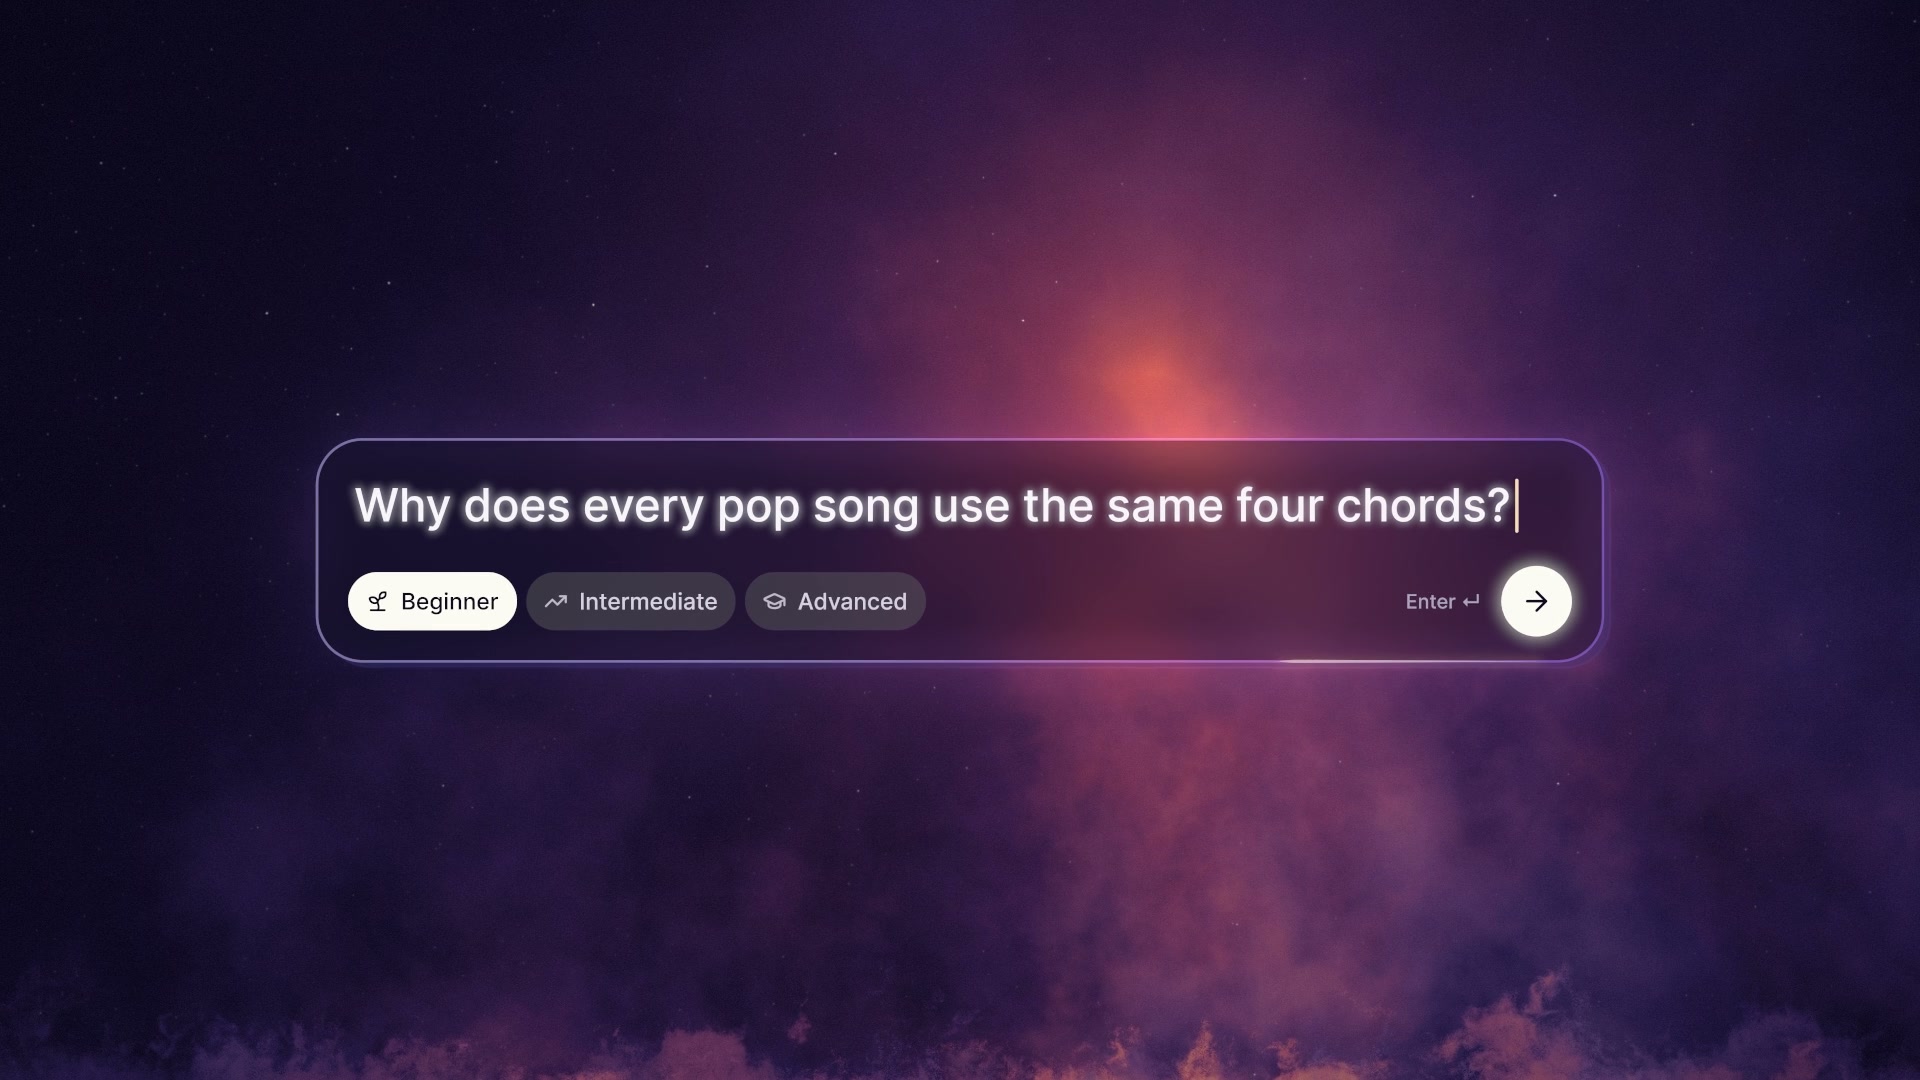 Why does every pop song use the same four chords?
Beginner Intermediate Advanced Enter ↵